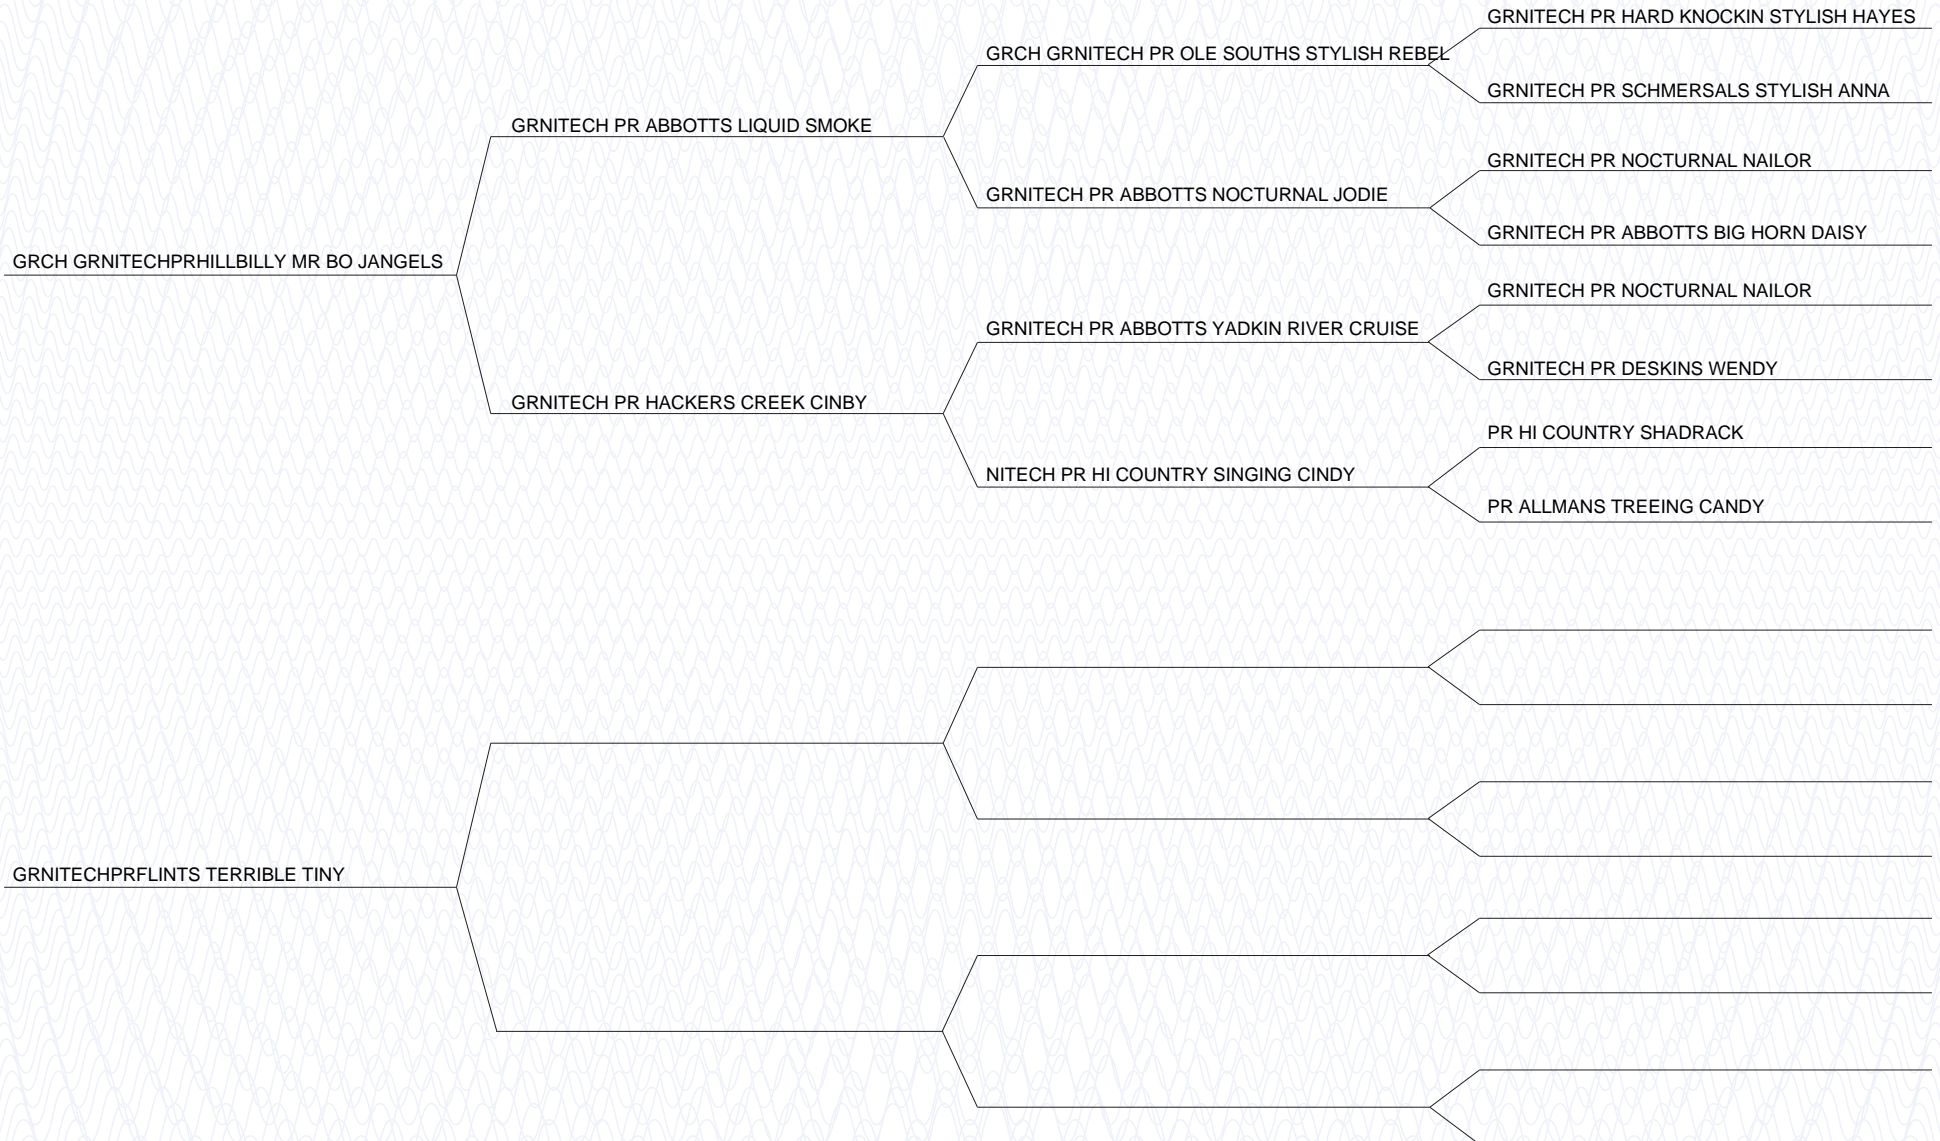 GRNITECH PR HARD KNOCKIN STYLISH HAYES
GRCH GRNITECH PR OLE SOUTHS STYLISH REBEL
GRNITECH PR SCHMERSALS STYLISH ANNA
GRNITECH PR ABBOTTS LIQUID SMOKE
GRNITECH PR NOCTURNAL NAILOR
GRNITECH PR ABBOTTS NOCTURNAL JODIE
GRNITECH PR ABBOTTS BIG HORN DAISY
GRCH GRNITECHPRHILLBILLY MR BO JANGELS
GRNITECH PR NOCTURNAL NAILOR
GRNITECH PR ABBOTTS YADKIN RIVER CRUISE
GRNITECH PR DESKINS WENDY
GRNITECH PR HACKERS CREEK CINBY
PR HI COUNTRY SHADRACK
NITECH PR HI COUNTRY SINGING CINDY
PR ALLMANS TREEING CANDY
GRNITECHPRFLINTS TERRIBLE TINY